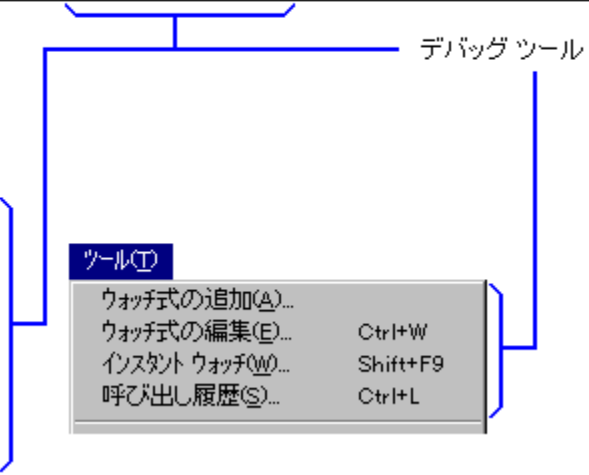 デバッグ ツール
ツール(T)
ウォッチ式の追加(A)...
ウォッチ式の編集(E)... Ctrl+W
インスタント ウォッチ(W)... Shift+F9
呼び出し履歴(S)... Ctrl+L